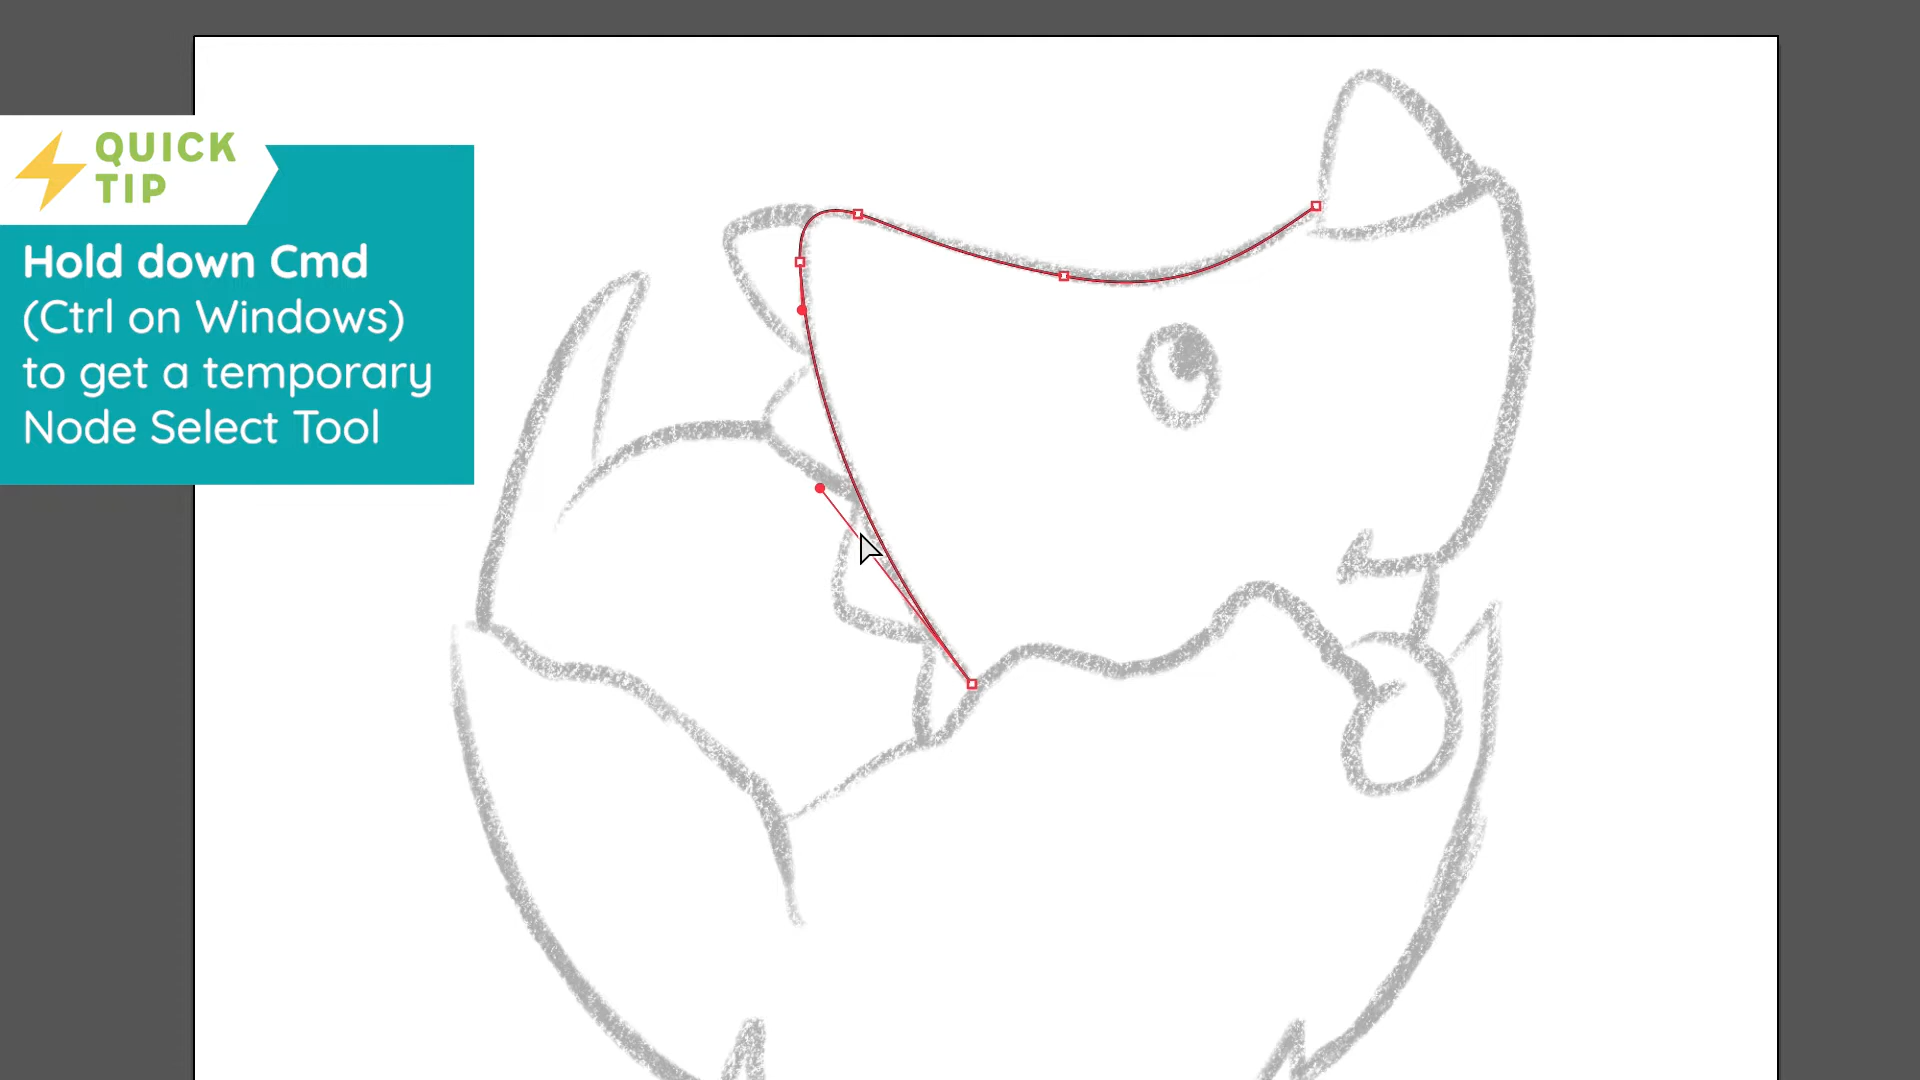 QUICK
TIP
Hold down Cmd
(Ctrl on Windows)
to get a temporary
Node Select Tool